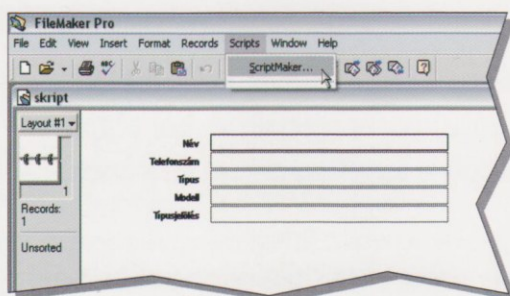 FileMaker Pro
File Edit View Insert Format Records Scripts Window Help
ScriptMaker...
skript
Layout #1
Név
Telefonszám
Típus
Modell
Típusjelölés
1
Records:
1
Unsorted